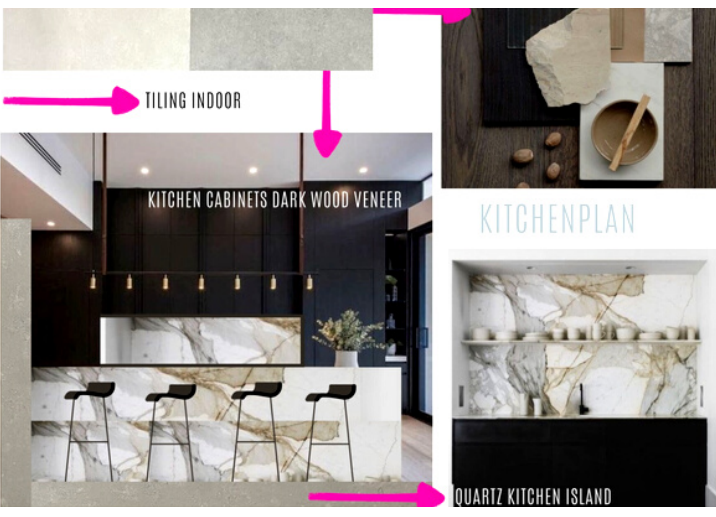 TILING INDOOR
KITCHEN CABINETS DARK WOOD VENEER
KITCHENPLAN
QUARTZ KITCHEN ISLAND